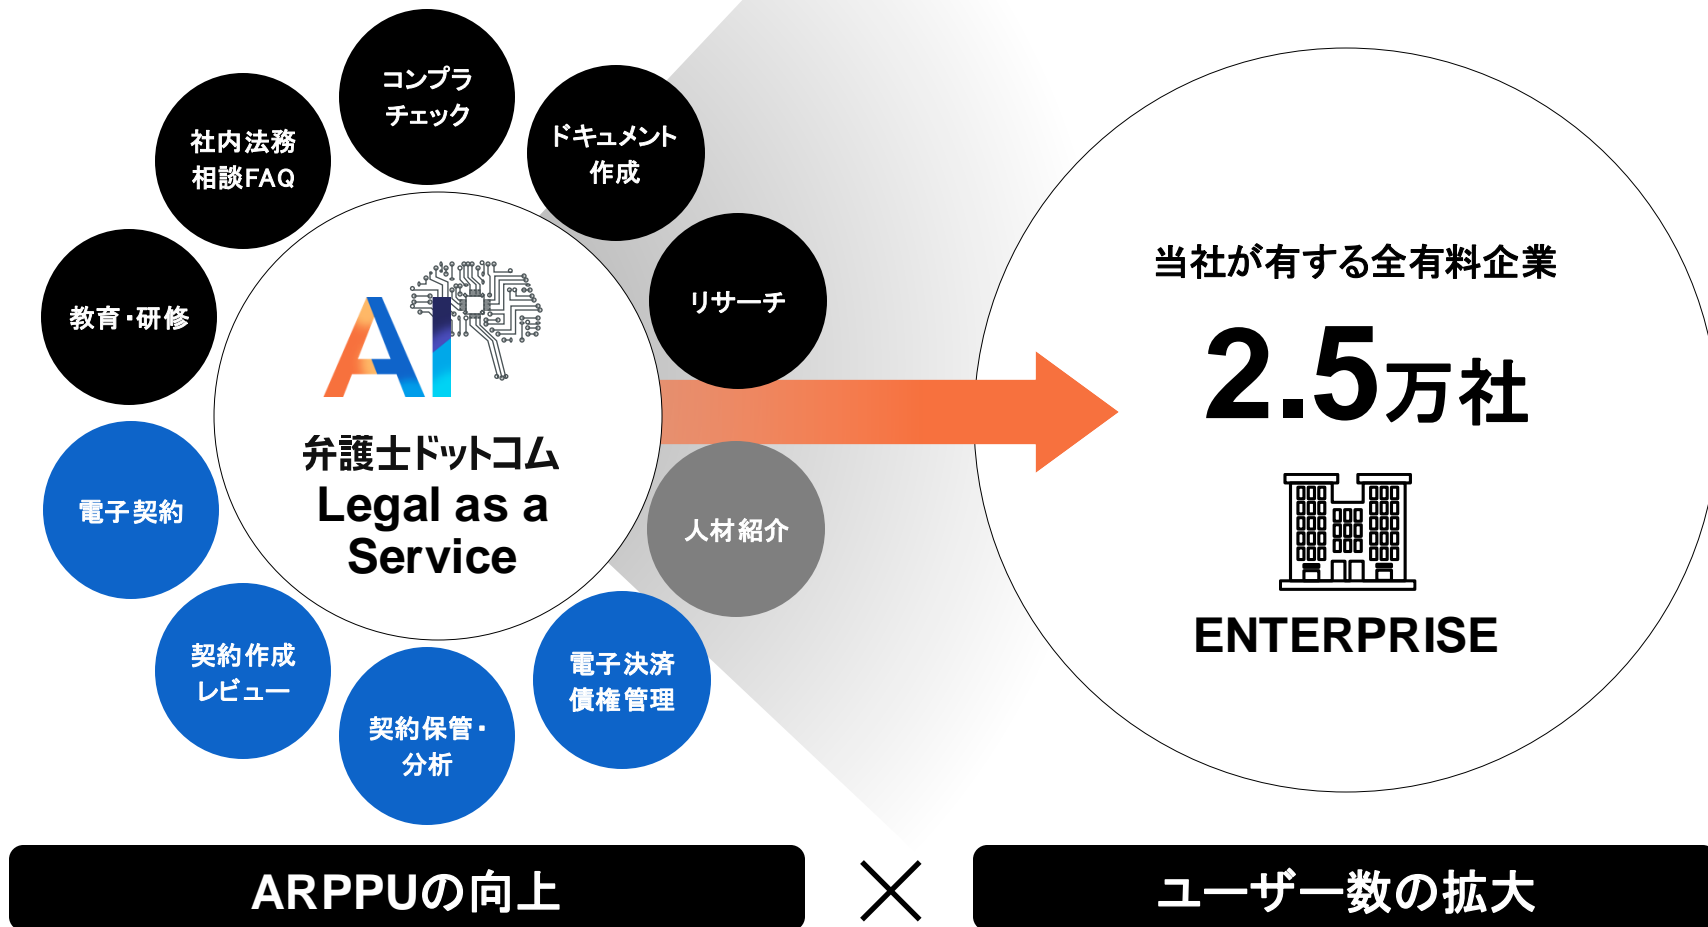 コンプラ
チェック
社内法務
相談FAQ
ドキュメント
作成
教育・研修
リサーチ
AI
弁護士ドットコム
Legal as a
Service
電子契約
人材紹介
契約作成
レビュー
契約保管・
分析
電子決済
債権管理
当社が有する全有料企業
2.5万社
ENTERPRISE
ARPPUの向上
×
ユーザー数の拡大